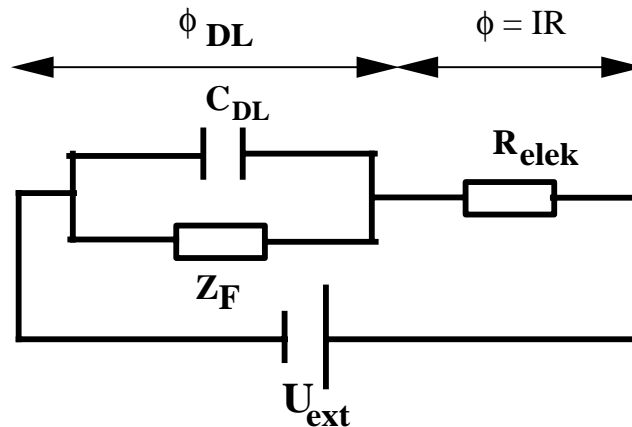 ϕ DL
ϕ = IR
C DL
R elek
Z F
U ext